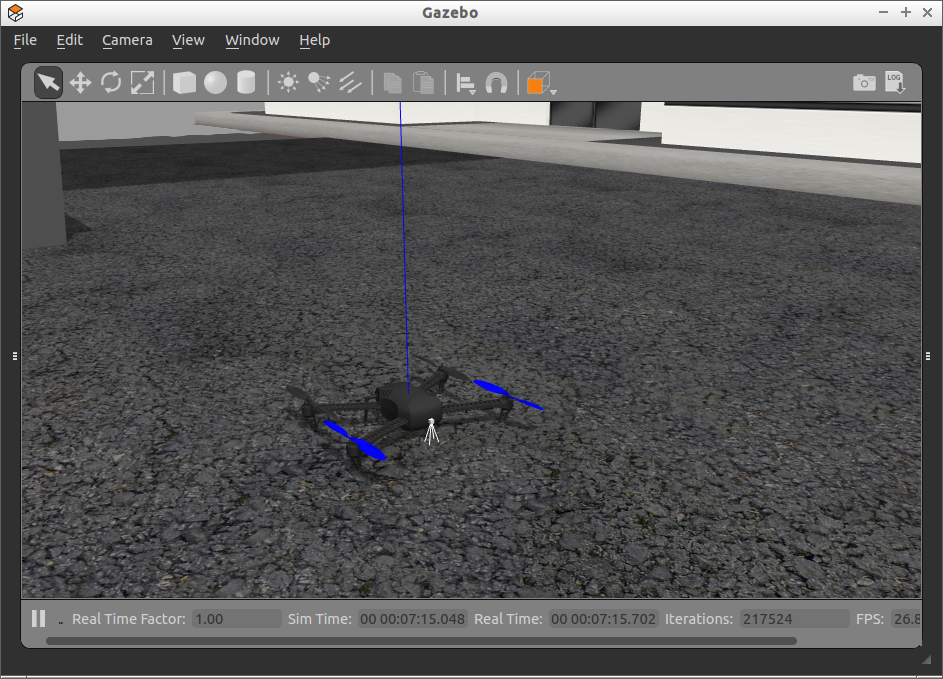 Gazebo
File Edit Camera View Window Help
LOG
Real Time Factor: 1.00 Sim Time: 00 00:07:15.048 Real Time: 00 00:07:15.702 Iterations: 217524 FPS: 26.8